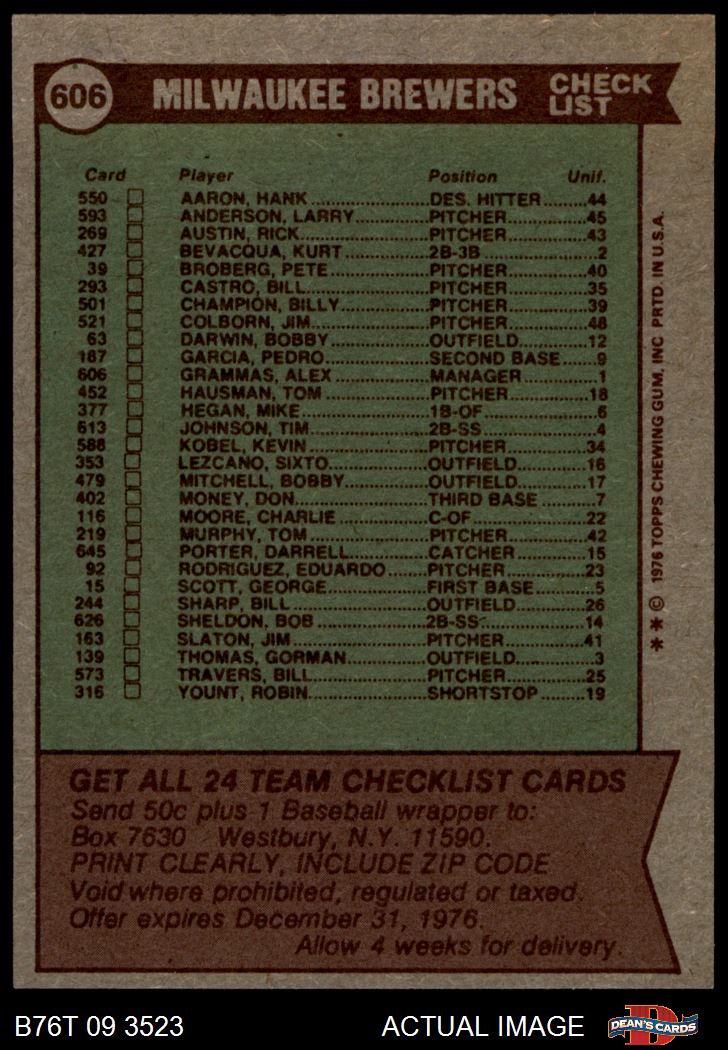 606 MILWAUKEE BREWERS CHECK LIST
Card Player Position Unif.
550 AARON, HANK DES. HITTER 44
593 ANDERSON, LARRY PITCHER 45
269 AUSTIN, RICK PITCHER 43
427 BEVACQUA, KURT 2B-3B 2
39 BROBERG, PETE PITCHER 40
293 CASTRO, BILL PITCHER 35
501 CHAMPION, BILLY PITCHER 39
521 COLBORN, JIM PITCHER 48
63 DARWIN, BOBBY OUTFIELD 12
187 GARCIA, PEDRO SECOND BASE 9
606 GRAMMAS, ALEX MANAGER 1
452 HAUSMAN, TOM PITCHER 18
377 HEGAN, MIKE 1B-OF 6
613 JOHNSON, TIM 2B-SS 4
588 KOBEL, KEVIN PITCHER 34
353 LEZCANO, SIXTO OUTFIELD 16
479 MITCHELL, BOBBY OUTFIELD 17
402 MONEY, DON THIRD BASE 7
116 MOORE, CHARLIE C-OF 22
219 MURPHY, TOM PITCHER 42
645 PORTER, DARRELL CATCHER 15
92 RODRIGUEZ, EDUARDO PITCHER 23
15 SCOTT, GEORGE FIRST BASE 5
244 SHARP, BILL OUTFIELD 26
626 SHELDON, BOB 2B-SS 14
163 SLATON, JIM PITCHER 41
139 THOMAS, GORMAN OUTFIELD 3
573 TRAVERS, BILL PITCHER 25
316 YOUNT, ROBIN SHORTSTOP 19
**© 1976 TOPPS CHEWING GUM, INC PRTD. IN U.S.A.
GET ALL 24 TEAM CHECKLIST CARDS
Send 50c plus 1 Baseball wrapper to:
Box 7630 Westbury, N.Y. 11590.
PRINT CLEARLY, INCLUDE ZIP CODE
Void where prohibited, regulated or taxed.
Offer expires December 31, 1976.
Allow 4 weeks for delivery.
B76T 09 3523 ACTUAL IMAGE DEAN'S CARDS